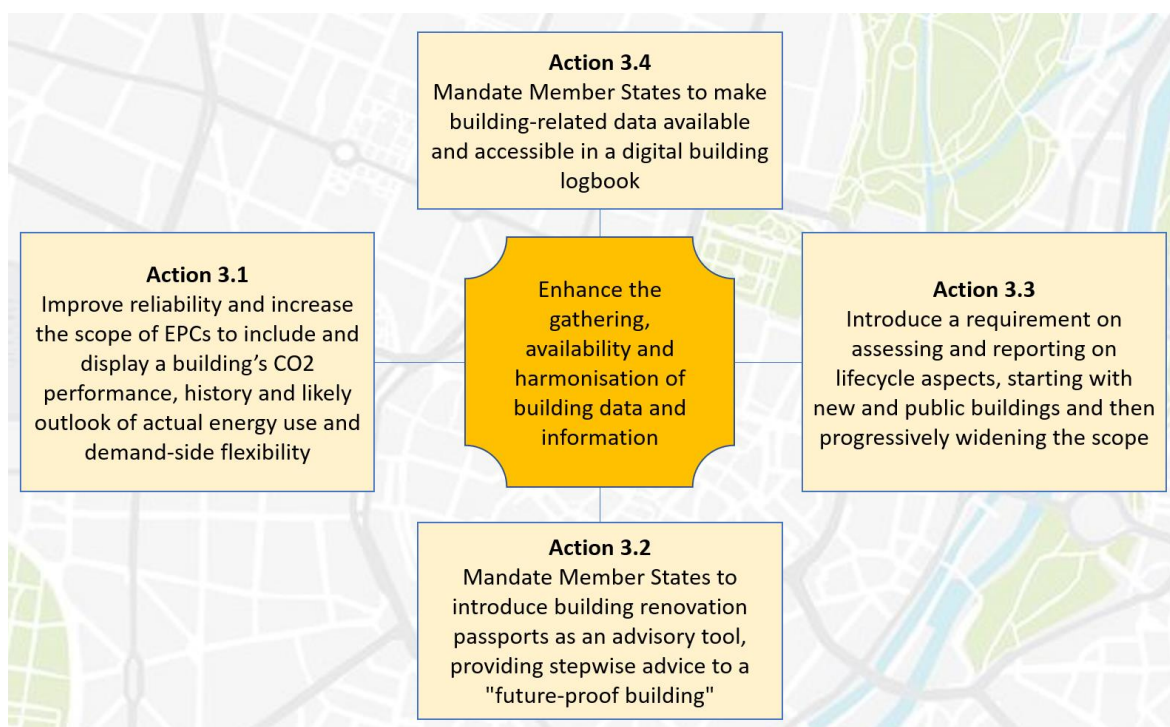 Action 3.4
Mandate Member States to make
building-related data available
and accessible in a digital building
logbook
Action 3.1
Improve reliability and increase
the scope of EPCs to include and
display a building’s CO2
performance, history and likely
outlook of actual energy use and
demand-side flexibility
Enhance the
gathering,
availability and
harmonisation of
building data and
information
Action 3.3
Introduce a requirement on
assessing and reporting on
lifecycle aspects, starting with
new and public buildings and then
progressively widening the scope
Action 3.2
Mandate Member States to
introduce building renovation
passports as an advisory tool,
providing stepwise advice to a
"future-proof building"